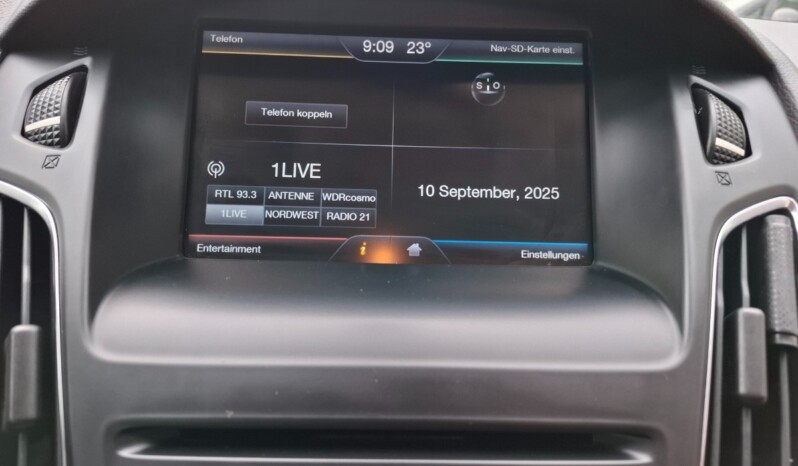 Telefon
9:09 23°
Nav-SD-Karte einst.
S O
Telefon koppeln
1LIVE
RTL 93.3 ANTENNE WDRcosmo
1LIVE NORDWEST RADIO 21
10 September, 2025
Entertainment
i
Einstellungen